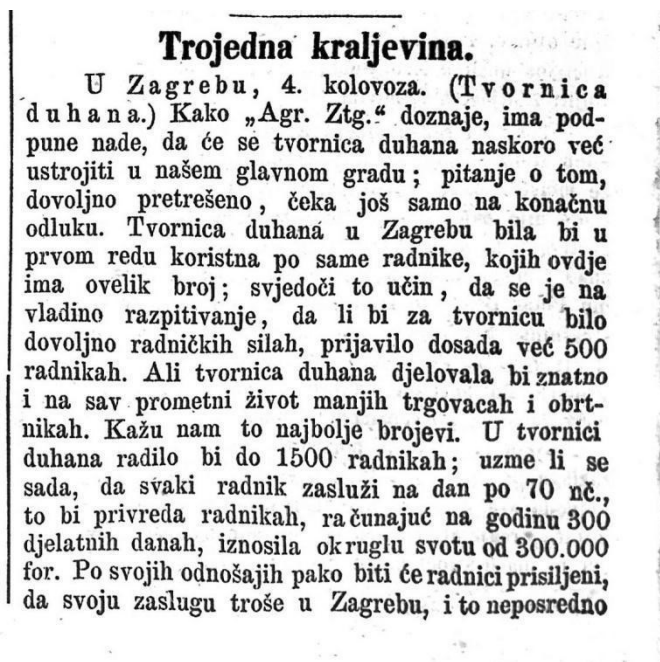 Trojedna kraljevina.
U Zagrebu, 4. kolovoza. (Tvornica
duhana.) Kako „Agr. Ztg.“ doznaje, ima pod-
pune nade, da će se tvornica duhana naskoro već
ustrojiti u našem glavnom gradu; pitanje o tom,
dovoljno pretrešeno, čeka još samo na konačnu
odluku. Tvornica duhana u Zagrebu bila bi u
prvom redu koristna po same radnike, kojih ovdje
ima ovelik broj; svjedoči to učin, da se je na
vladino razpitivanje, da li bi za tvornicu bilo
dovoljno radničkih silah, prijavilo dosada već 500
radnikah. Ali tvornica duhana djelovala bi znatno
i na sav prometni život manjih trgovacah i obrt-
nikah. Kažu nam to najbolje brojevi. U tvornici
duhana radilo bi do 1500 radnikah; uzme li se
sada, da svaki radnik zasluži na dan po 70 nč.,
to bi privreda radnikah, računajuć na godinu 300
djelatnih danah, iznosila okruglu svotu od 300.000
for. Po svojih odnošajih pako biti će radnici prisiljeni,
da svoju zaslugu troše u Zagrebu, i to neposredno